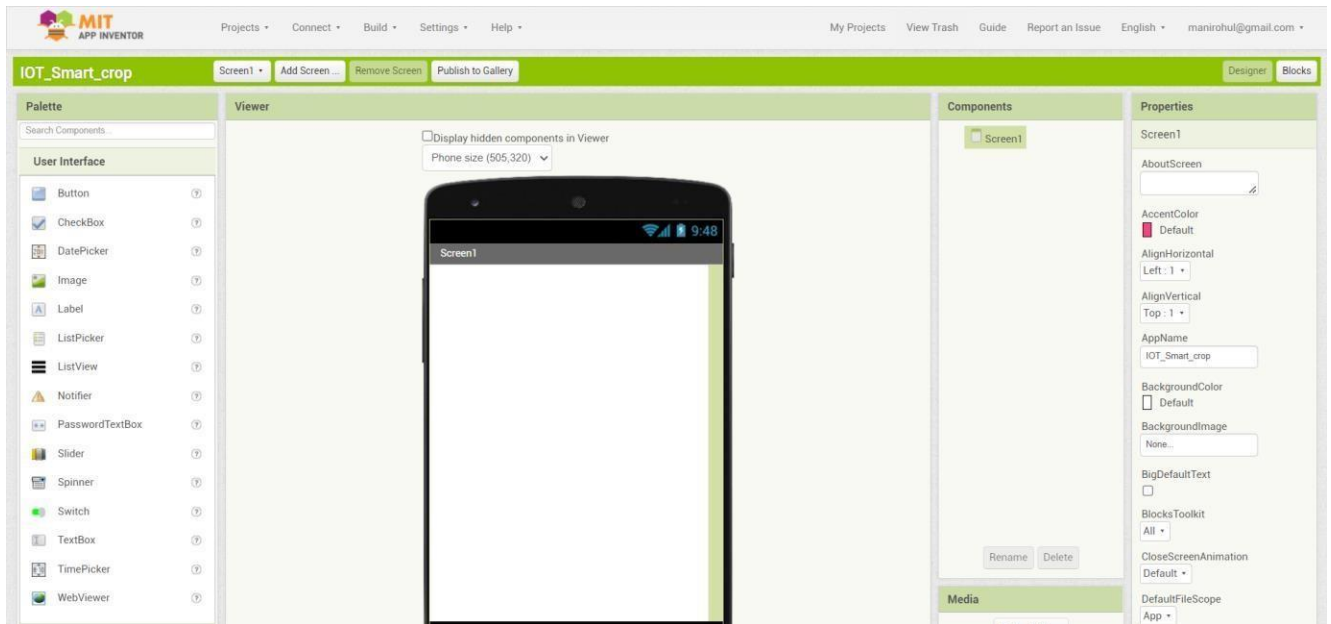 MIT
APP INVENTOR
Projects Connect Build Settings Help My Projects View Trash Guide Report an Issue English manirohul@gmail.com
IOT_Smart_crop Screen1 Add Screen ... Remove Screen Publish to Gallery Designer Blocks
Palette
Search Components...
User Interface
Button
CheckBox
DatePicker
Image
Label
ListPicker
ListView
Notifier
PasswordTextBox
Slider
Spinner
Switch
TextBox
TimePicker
WebViewer
Viewer
Display hidden components in Viewer
Phone size (505,320)
9:48
Screen1
Components
Screen1
Rename Delete
Media
Properties
Screen1
AboutScreen
AccentColor
Default
AlignHorizontal
Left : 1
AlignVertical
Top : 1
AppName
IOT_Smart_crop
BackgroundColor
Default
BackgroundImage
None...
BigDefaultText
BlocksToolkit
All
CloseScreenAnimation
Default
DefaultFileScope
App